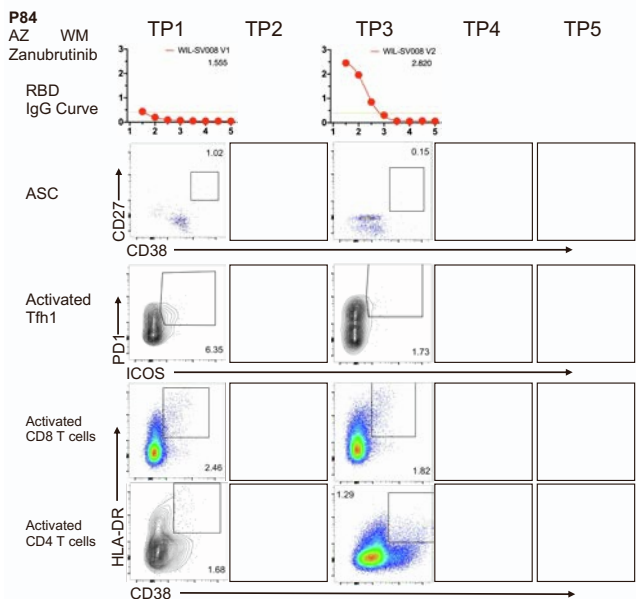 P84
AZ WM
Zanubrutinib
TP1 TP2 TP3 TP4 TP5
RBD
IgG Curve
WIL-SV008 V1
1.555
3
2
1
0
1 2 3 4 5
WIL-SV008 V2
2.820
3
2
1
0
1 2 3 4 5
ASC
CD27
1.02
0.15
CD38
Activated
Tfh1
PD1
6.35
1.73
ICOS
Activated
CD8 T cells
2.46
1.82
HLA-DR
Activated
CD4 T cells
1.68
1.29
CD38